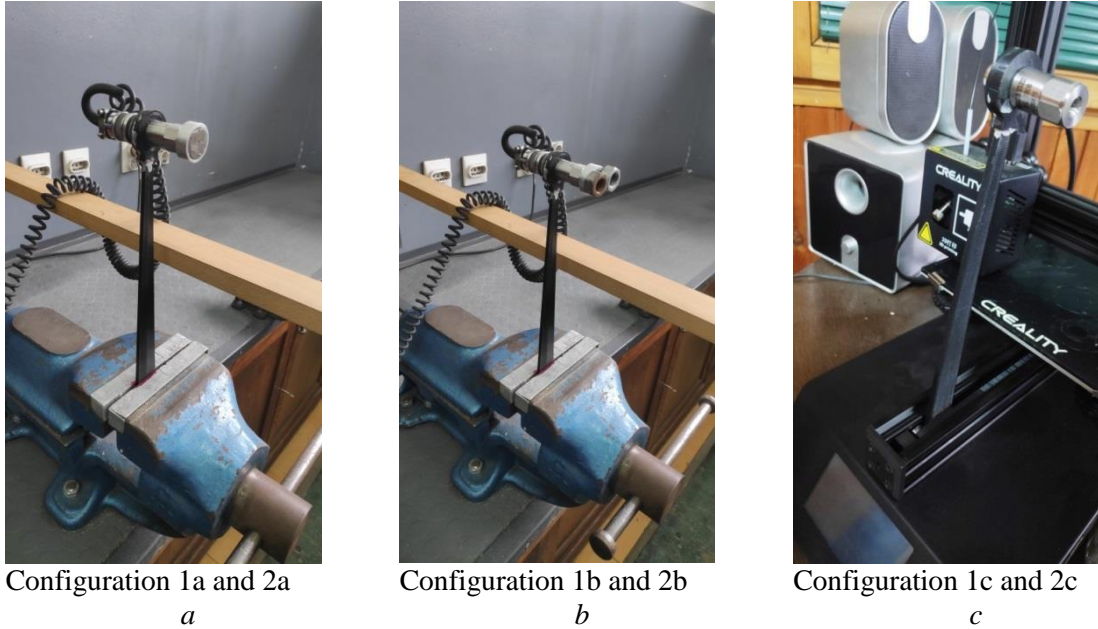 CREALITY
CREALITY
Configuration 1a and 2a
a
Configuration 1b and 2b
b
Configuration 1c and 2c
c